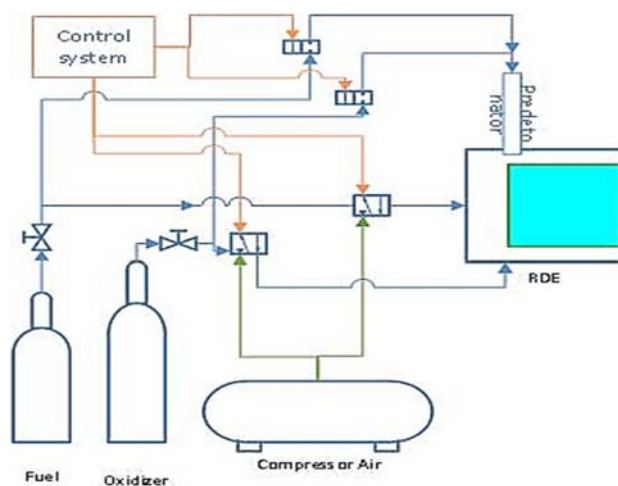 Control
system
Predeto
nator
RDE
Compressor Air
Fuel
Oxidizer